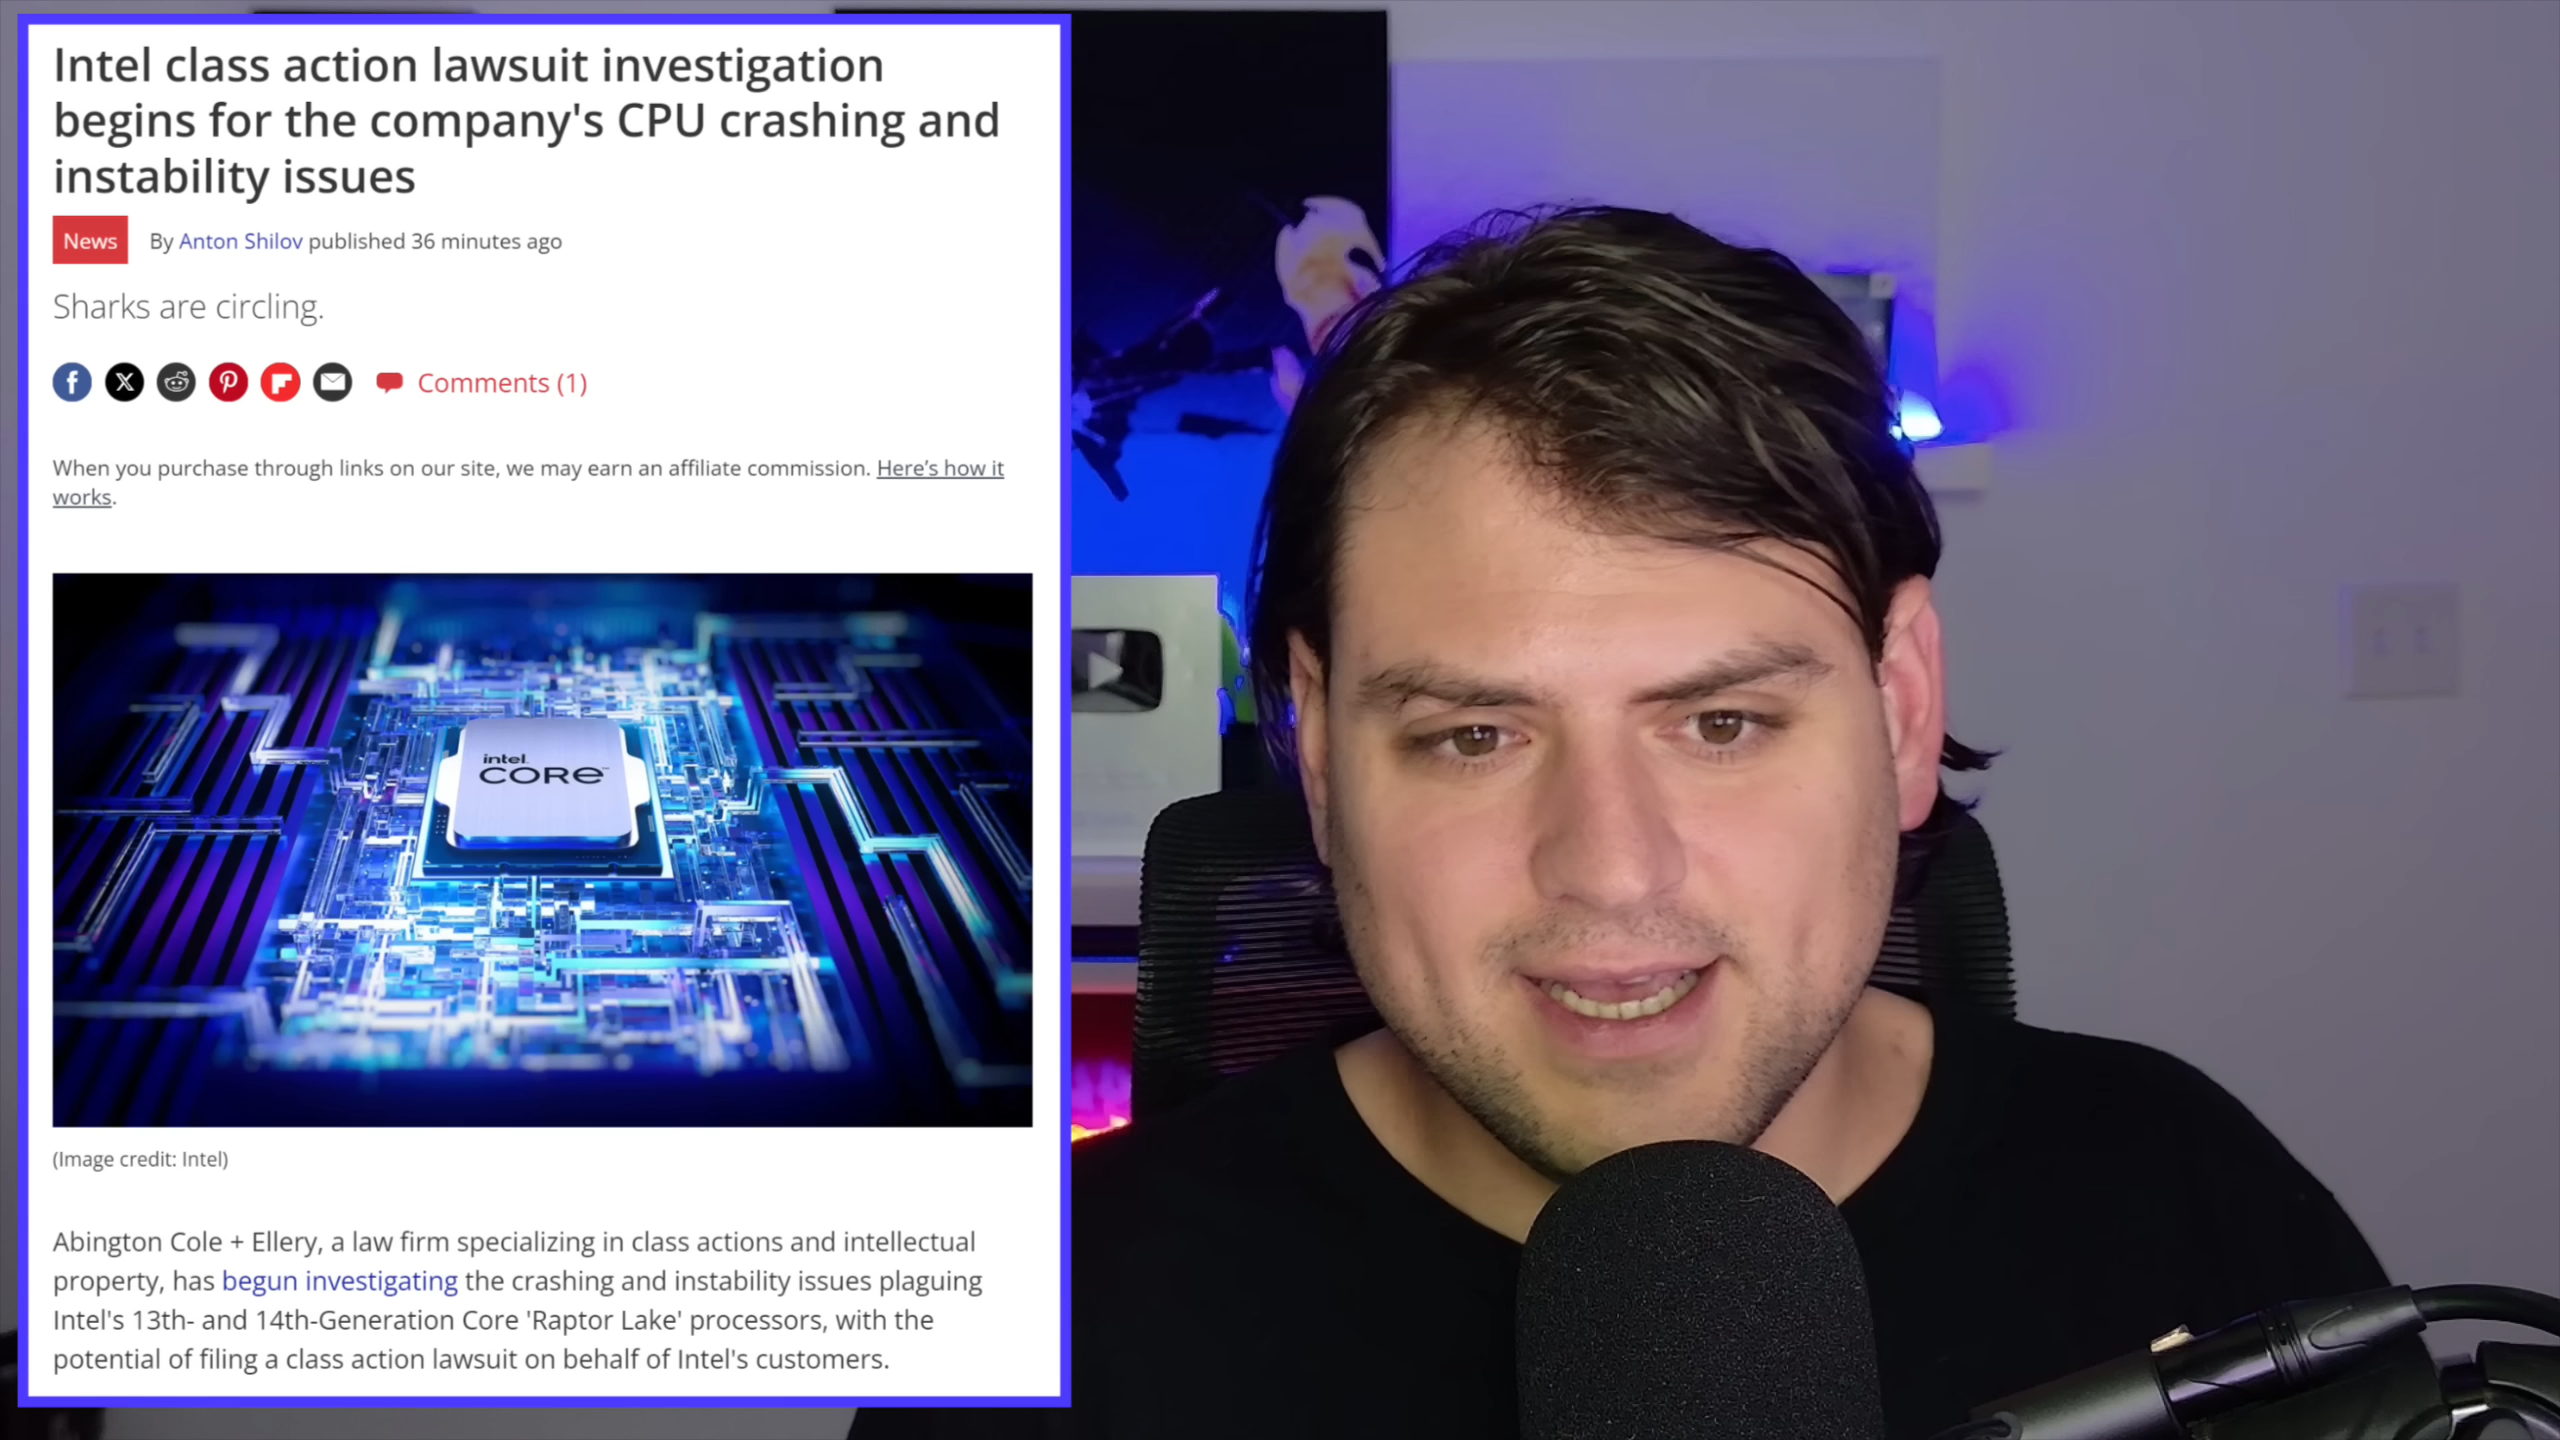 Intel class action lawsuit investigation
begins for the company's CPU crashing and
instability issues
News By Anton Shilov published 36 minutes ago
Sharks are circling.
Comments (1)
When you purchase through links on our site, we may earn an affiliate commission. Here’s how it
works.
intel.
CORE™
(Image credit: Intel)
Abington Cole + Ellery, a law firm specializing in class actions and intellectual
property, has begun investigating the crashing and instability issues plaguing
Intel's 13th- and 14th-Generation Core 'Raptor Lake' processors, with the
potential of filing a class action lawsuit on behalf of Intel's customers.